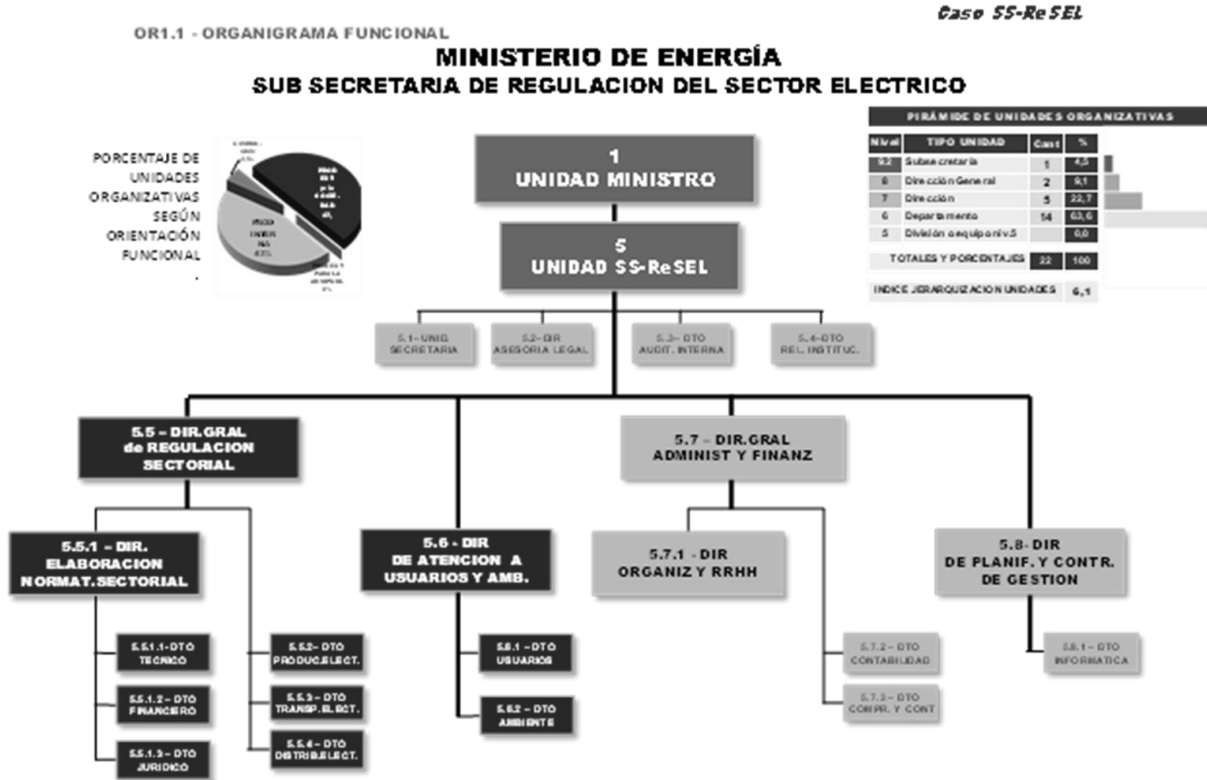 Caso SS-ReSEL
OR1.1 - ORGANIGRAMA FUNCIONAL
MINISTERIO DE ENERGÍA
SUB SECRETARIA DE REGULACION DEL SECTOR ELECTRICO
PORCENTAJE DE
UNIDADES
ORGANIZATIVAS
SEGÚN
ORIENTACIÓN
FUNCIONAL
.
1
UNIDAD MINISTRO
5
UNIDAD SS-ReSEL
PIRÁMIDE DE UNIDADES ORGANIZATIVAS
Nivel TIPO UNIDAD Cant %
Subsecretaría 1 4,5
8 Dirección General 2 9,1
7 Dirección 5 22,7
6 Departamento 14 63,6
5 División o equipo niv.5 0,0
TOTALES Y PORCENTAJES 22 100
INDICE JERARQUIZACION UNIDADES 6,1
5.1- UNID.
SECRETARIA
5.2- DIR
ASESORIA LEGAL
5.3- DTO
AUDIT. INTERNA
5.4-DTO
REL. INSTITUC.
5.5 – DIR.GRAL
de REGULACION
SECTORIAL
5.7 – DIR.GRAL
ADMINIST Y FINANZ
5.5.1 – DIR.
ELABORACION
NORMAT.SECTORIAL
5.6 - DIR
DE ATENCION A
USUARIOS Y AMB.
5.7.1 - DIR
ORGANIZ Y RRHH
5.8- DIR
DE PLANIF. Y CONTR.
DE GESTION
5.5.1.1- DTO
TECNICO
5.5.2– DTO
PRODUC.ELECT.
5.6.1 – DTO
USUARIOS
5.7.2 – DTO
CONTABILIDAD
5.8.1 – DTO
INFORMATICA
5.5.1.2 – DTO
FINANCIERO
5.5.3 – DTO
TRANSP.ELECT.
5.6.2 – DTO
AMBIENTE
5.7.3 – DTO
COMPR. Y CONT
5.5.1.3 – DTO
JURIDICO
5.5.4 – DTO
DISTRIB.ELECT.